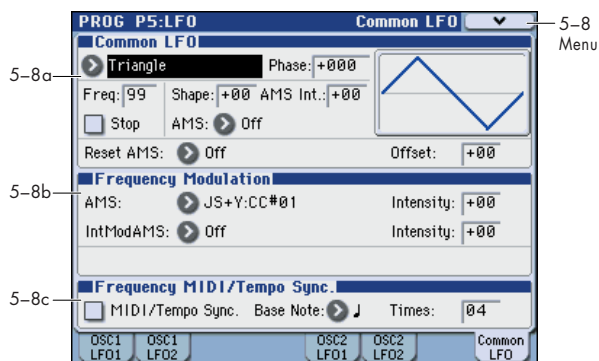 PROG P5:LFO Common LFO
5–8 Menu
Common LFO
5–8a
Triangle Phase: +000
Freq: 99 Shape: +00 AMS Int.: +00
Stop AMS: Off
Reset AMS: Off Offset: +00
5–8b
Frequency Modulation
AMS: JS+Y:CC#01 Intensity: +00
IntModAMS: Off Intensity: +00
5–8c
Frequency MIDI/Tempo Sync.
MIDI/Tempo Sync. Base Note: ♩ Times: 04
OSC1 LFO1 OSC1 LFO2 OSC2 LFO1 OSC2 LFO2 Common LFO